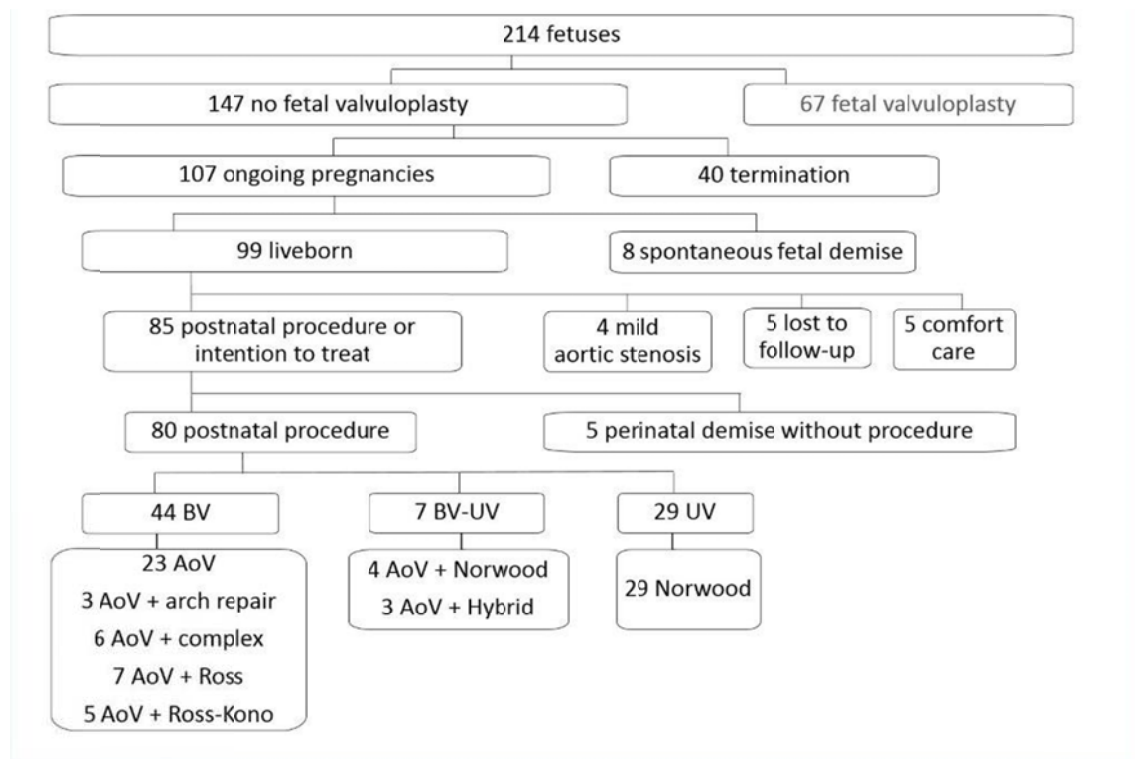 214 fetuses
147 no fetal valvuloplasty
67 fetal valvuloplasty
107 ongoing pregnancies
40 termination
99 liveborn
8 spontaneous fetal demise
85 postnatal procedure or
intention to treat
4 mild
aortic stenosis
5 lost to
follow-up
5 comfort
care
80 postnatal procedure
5 perinatal demise without procedure
44 BV
7 BV-UV
29 UV
23 AoV
3 AoV + arch repair
6 AoV + complex
7 AoV + Ross
5 AoV + Ross-Kono
4 AoV + Norwood
3 AoV + Hybrid
29 Norwood